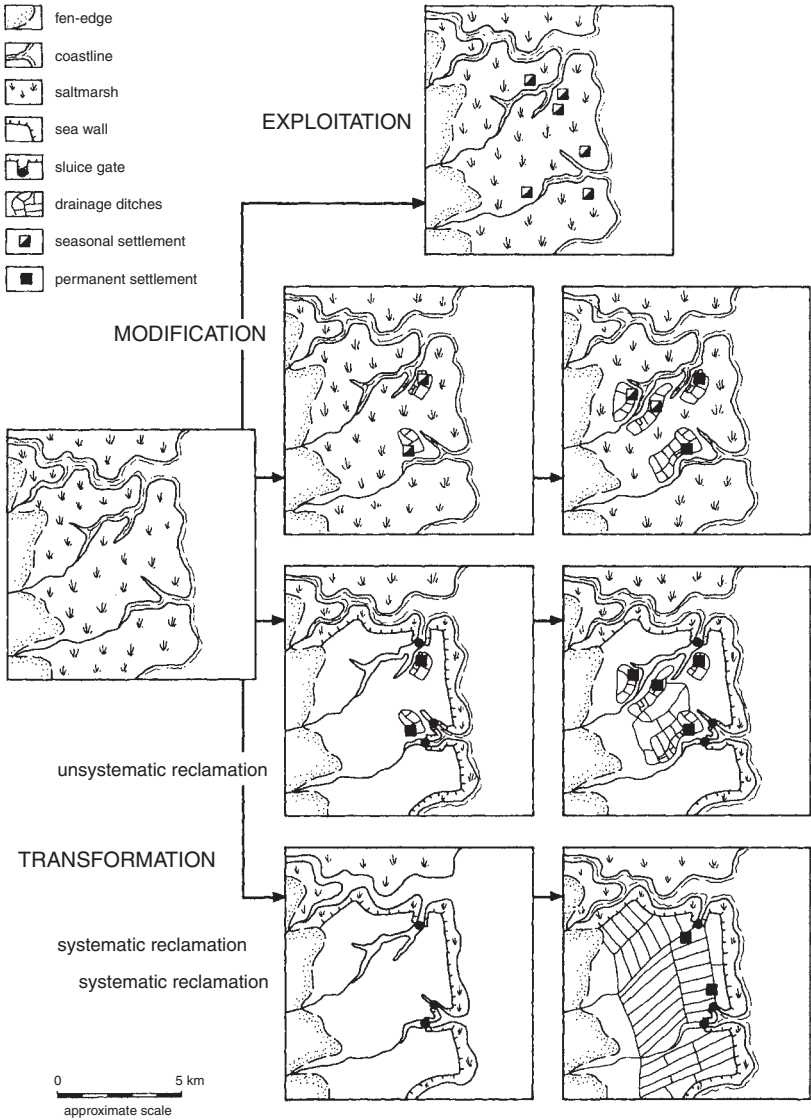 fen-edge
coastline
saltmarsh
sea wall
sluice gate
drainage ditches
seasonal settlement
permanent settlement
EXPLOITATION
MODIFICATION
unsystematic reclamation
TRANSFORMATION
systematic reclamation
systematic reclamation
0 5 km
approximate scale